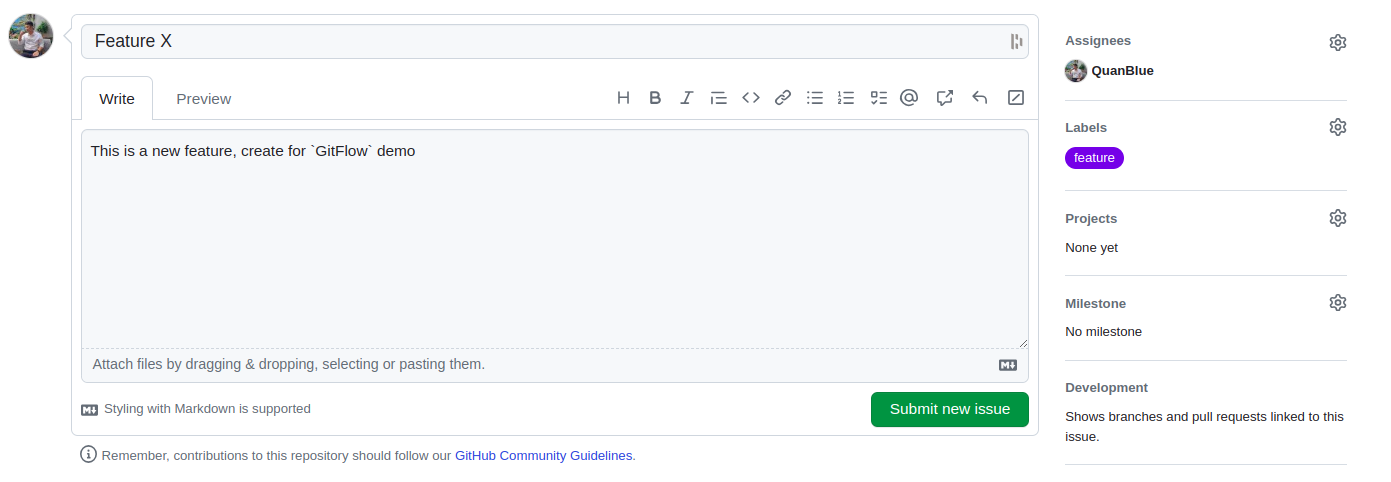 Feature X
Write Preview
This is a new feature, create for `GitFlow` demo
Attach files by dragging & dropping, selecting or pasting them.
Styling with Markdown is supported
Submit new issue
Remember, contributions to this repository should follow our GitHub Community Guidelines.
Assignees
QuanBlue
Labels
feature
Projects
None yet
Milestone
No milestone
Development
Shows branches and pull requests linked to this
issue.